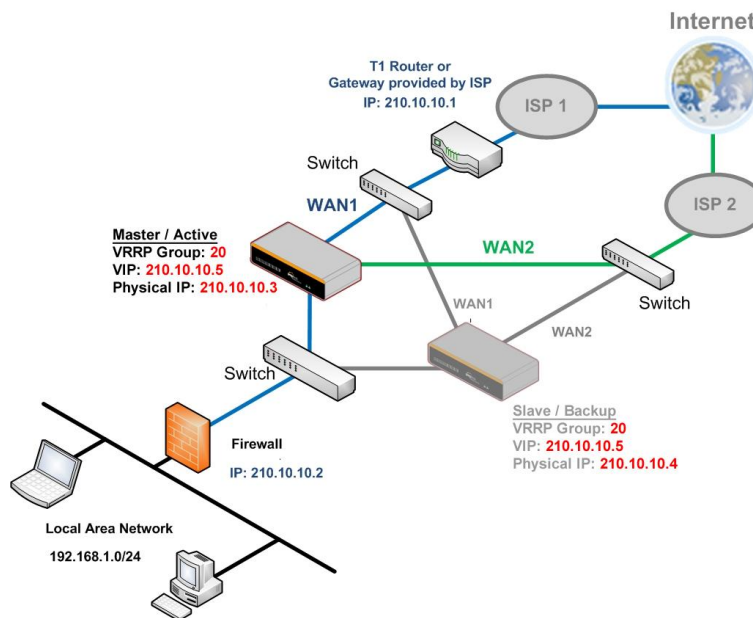 Internet
T1 Router or
Gateway provided by ISP
IP: 210.10.10.1
ISP 1
Switch
WAN1
ISP 2
Master / Active
VRRP Group: 20
VIP: 210.10.10.5
Physical IP: 210.10.10.3
WAN2
Switch
WAN1
WAN2
Switch
Slave / Backup
VRRP Group: 20
VIP: 210.10.10.5
Physical IP: 210.10.10.4
Firewall
IP: 210.10.10.2
Local Area Network
192.168.1.0/24